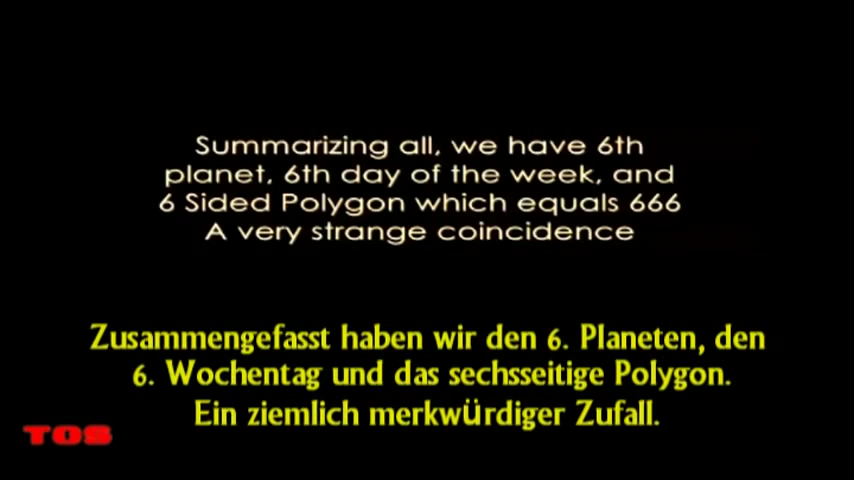 Summarizing all, we have 6th
planet, 6th day of the week, and
6 Sided Polygon which equals 666
A very strange coincidence
Zusammengefasst haben wir den 6. Planeten, den
6. Wochentag und das sechsseitige Polygon.
Ein ziemlich merkwürdiger Zufall.
TOS